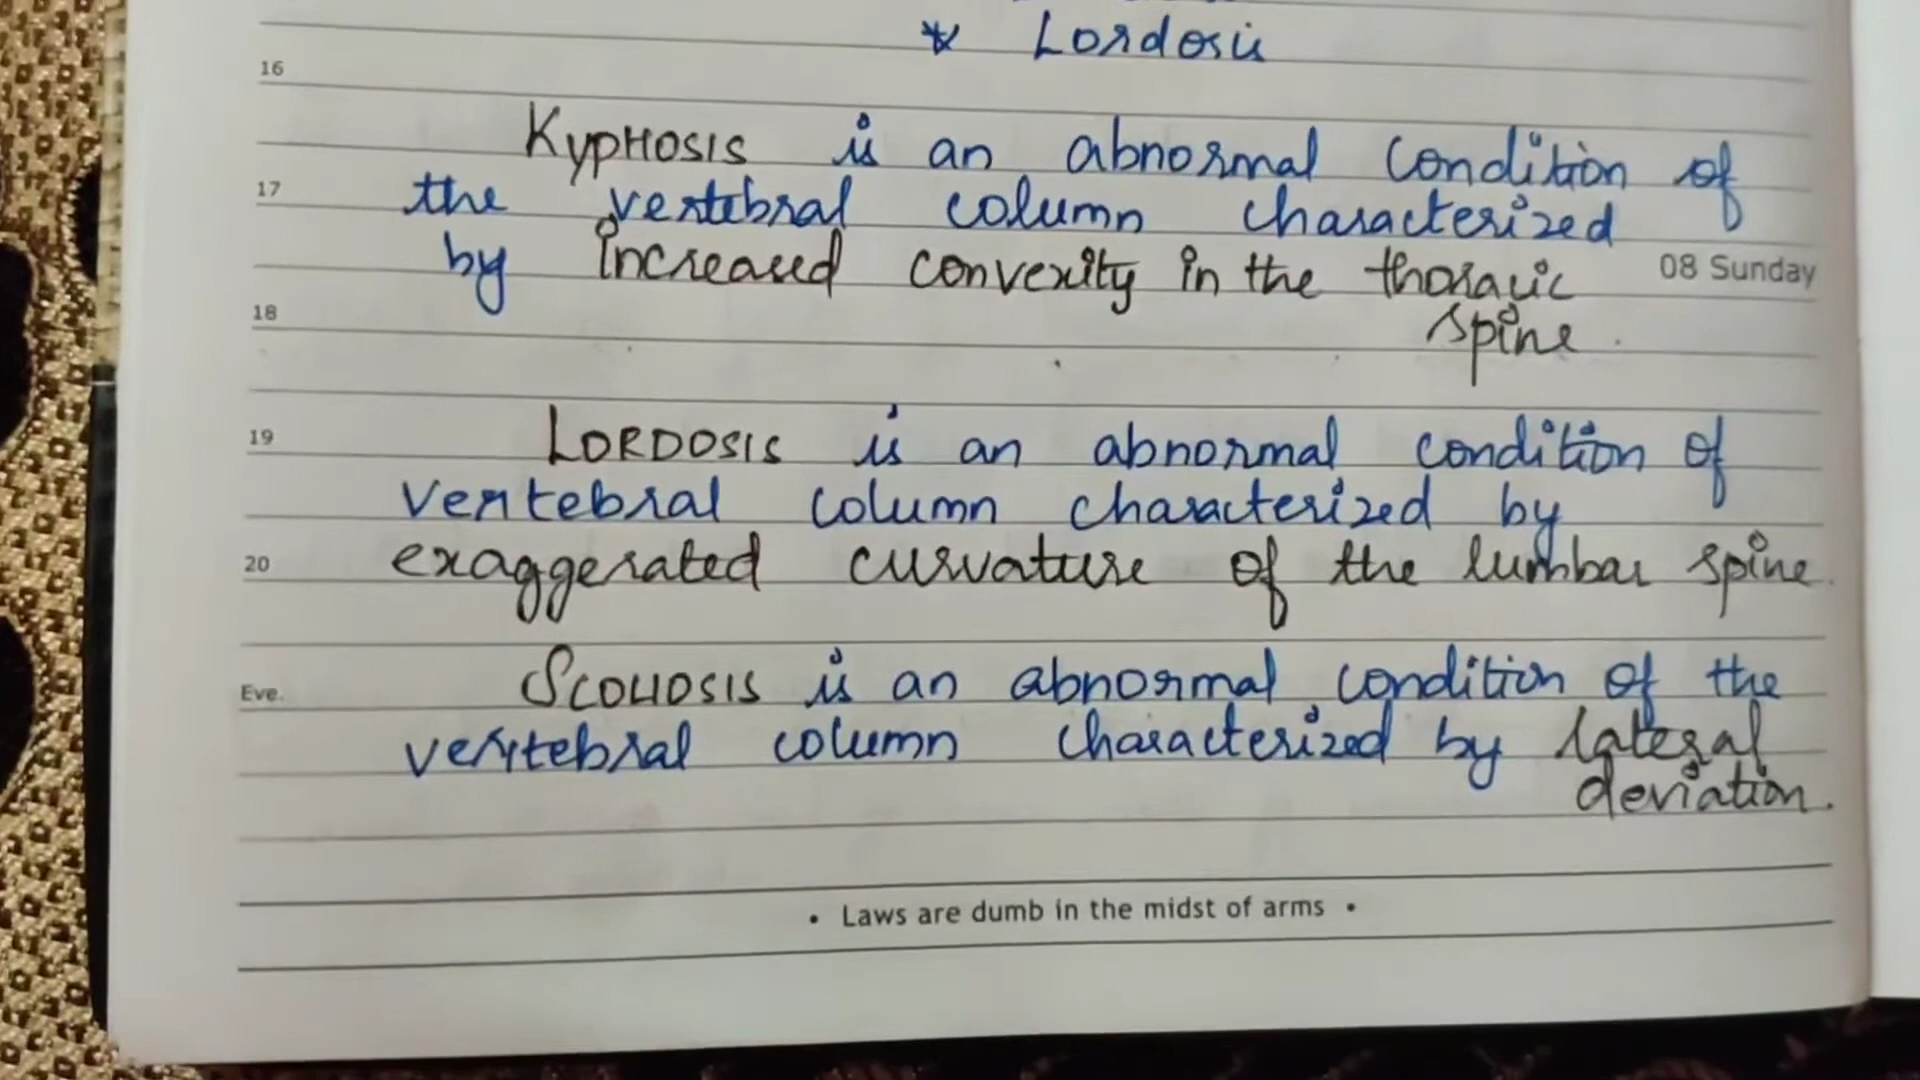 * Lordosis
16
KYPHOSIS is an abnormal condition of
17
the vertebral column characterized
by increased convexity in the thoracic
08 Sunday
18
spine.
19
LORDOSIS is an abnormal condition of
vertebral column characterized by
20
exaggerated curvature of the lumbar spine.
Eve.
SCOLIOSIS is an abnormal condition of the
vertebral column characterized by lateral
deviation.
• Laws are dumb in the midst of arms •